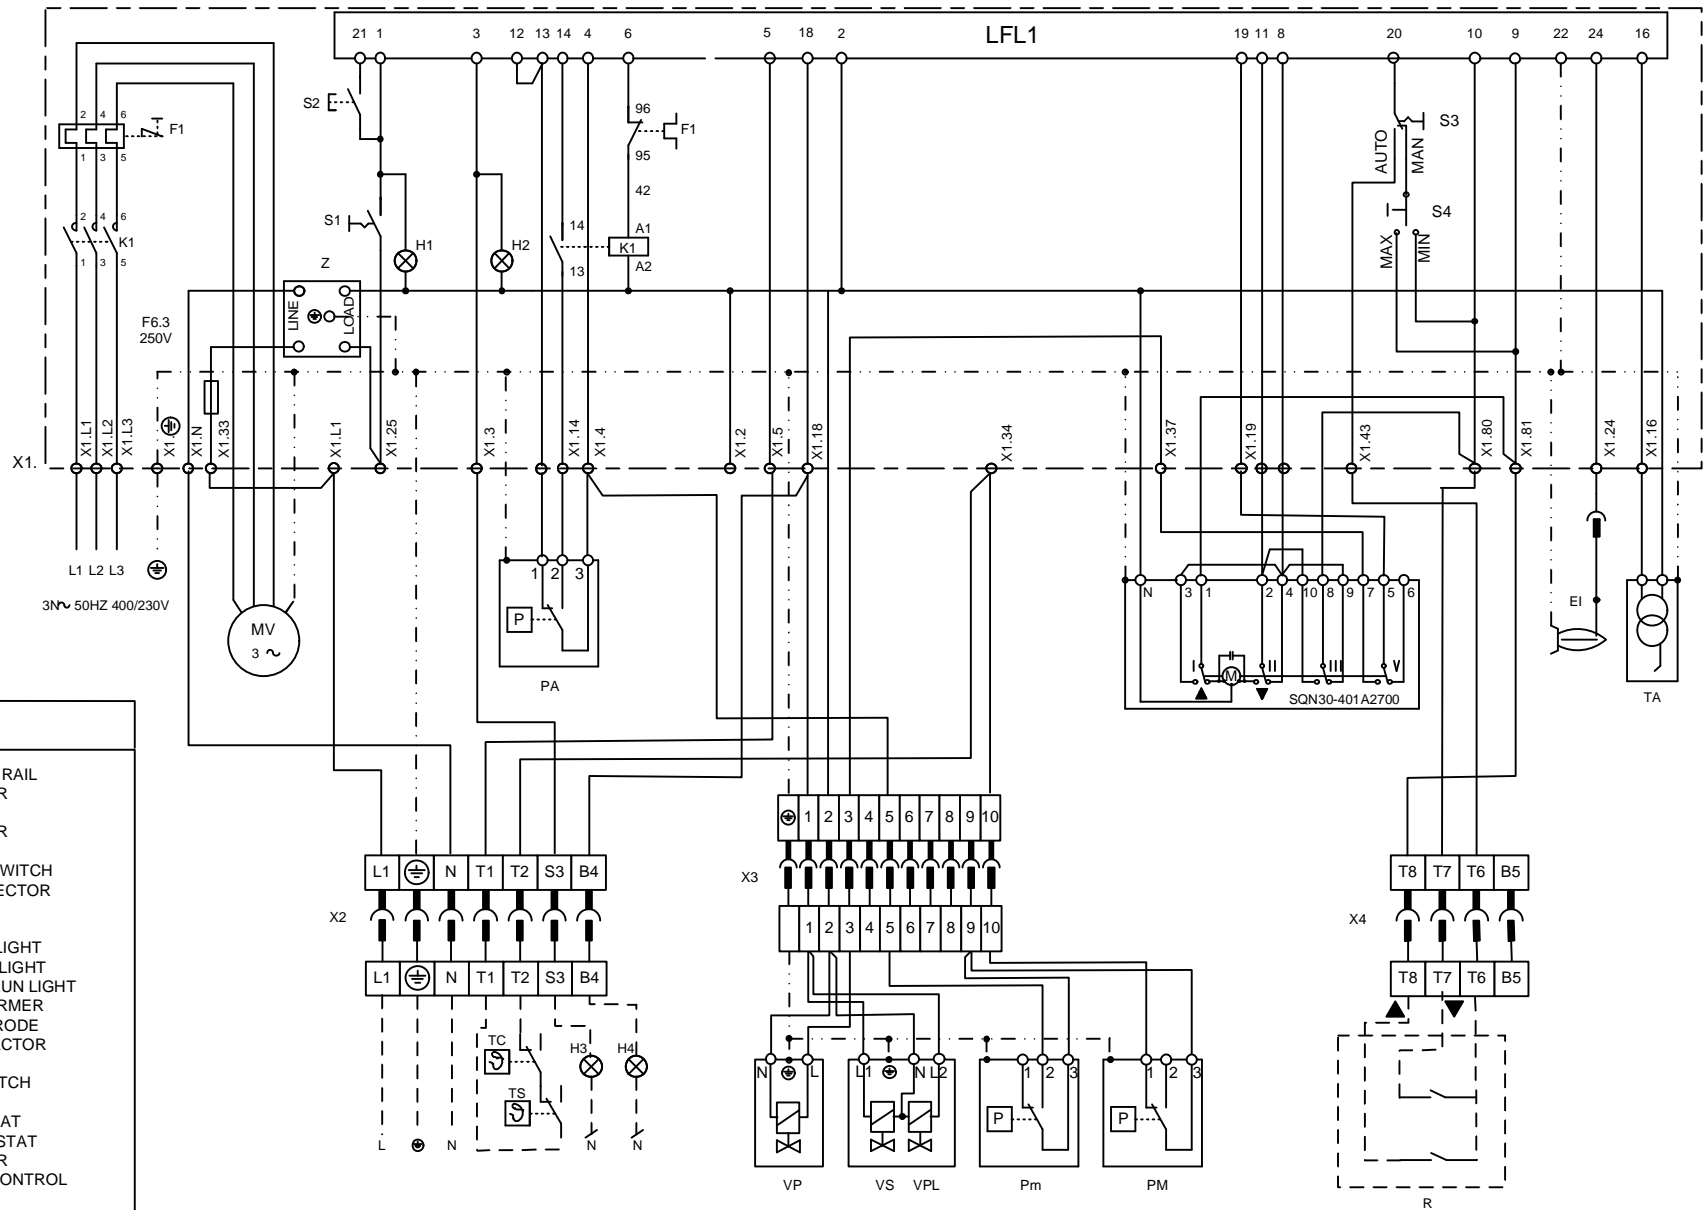 LFL1
21 1 3 12 13 14 4 6 5 18 2 19 11 8 20 10 9 22 24 16
S2
96
F1
95
42
A1
K1
A2
14
13
2 4 6
F1
1 3 5
2 4 6
K1
1 3 5
S1
H1
H2
Z
LINE
LOAD
F6.3
250V
S3
AUTO
MAN
S4
MAX
MIN
X1.
X1.L1
X1.L2
X1.L3
X1.
X1.N
X1.33
X1.L1
X1.25
X1.3
X1.14
X1.4
X1.2
X1.5
X1.18
X1.34
X1.37
X1.19
X1.43
X1.80
X1.81
X1.24
X1.16
L1 L2 L3
3N~ 50HZ 400/230V
MV
3 ~
1 2 3
P
PA
N 3 1 2 4 10 8 9 7 5 6
I M II III V
SQN30-401A2700
EI
TA
RAIL
R
R
WITCH
ECTOR
LIGHT
LIGHT
UN LIGHT
RMER
RODE
ACTOR
TCH
AT
STAT
R
CONTROL
X2
L1 N T1 T2 S3 B4
L1 N T1 T2 S3 B4
TC
TS
H3
H4
L N N N
X3
1 2 3 4 5 6 7 8 9 10
1 2 3 4 5 6 7 8 9 10
N L
VP
L1 N L2
VS VPL
1 2 3
P
Pm
1 2 3
P
PM
X4
T8 T7 T6 B5
T8 T7 T6 B5
R